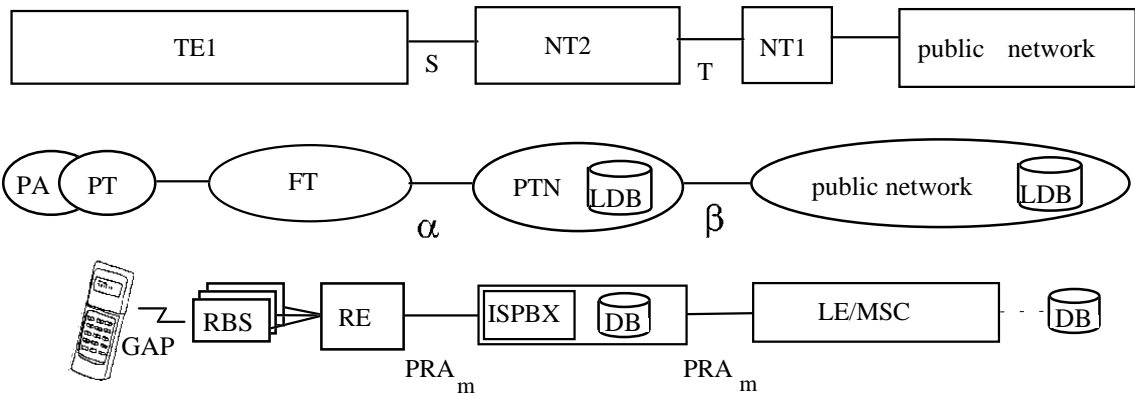 TE1
S
NT2
T
NT1
public network
PA
PT
FT
α
PTN
LDB
β
public network
LDB
GAP
RBS
RE
PRA m
ISPBX
DB
PRA m
LE/MSC
DB